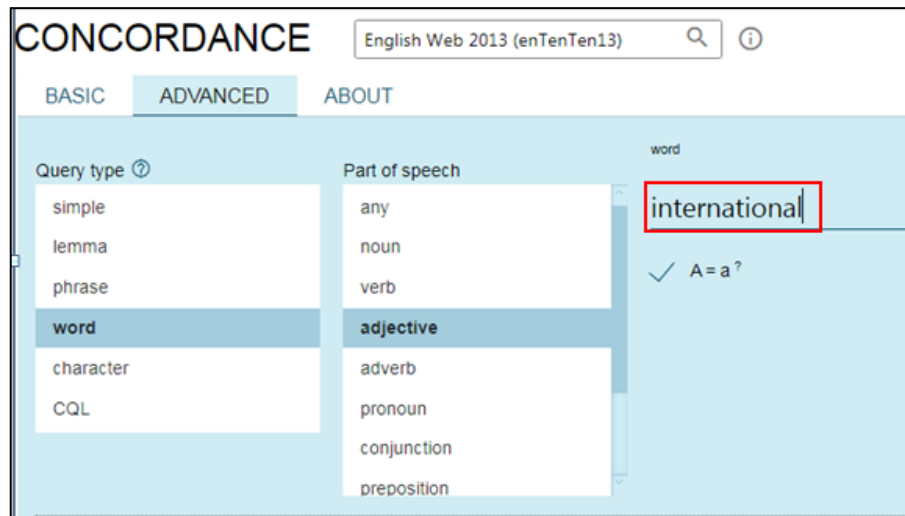 CONCORDANCE
English Web 2013 (enTenTen13)
BASIC ADVANCED ABOUT
Query type ?
simple
lemma
phrase
word
character
CQL
Part of speech
any
noun
verb
adjective
adverb
pronoun
conjunction
preposition
word
international
A = a ?